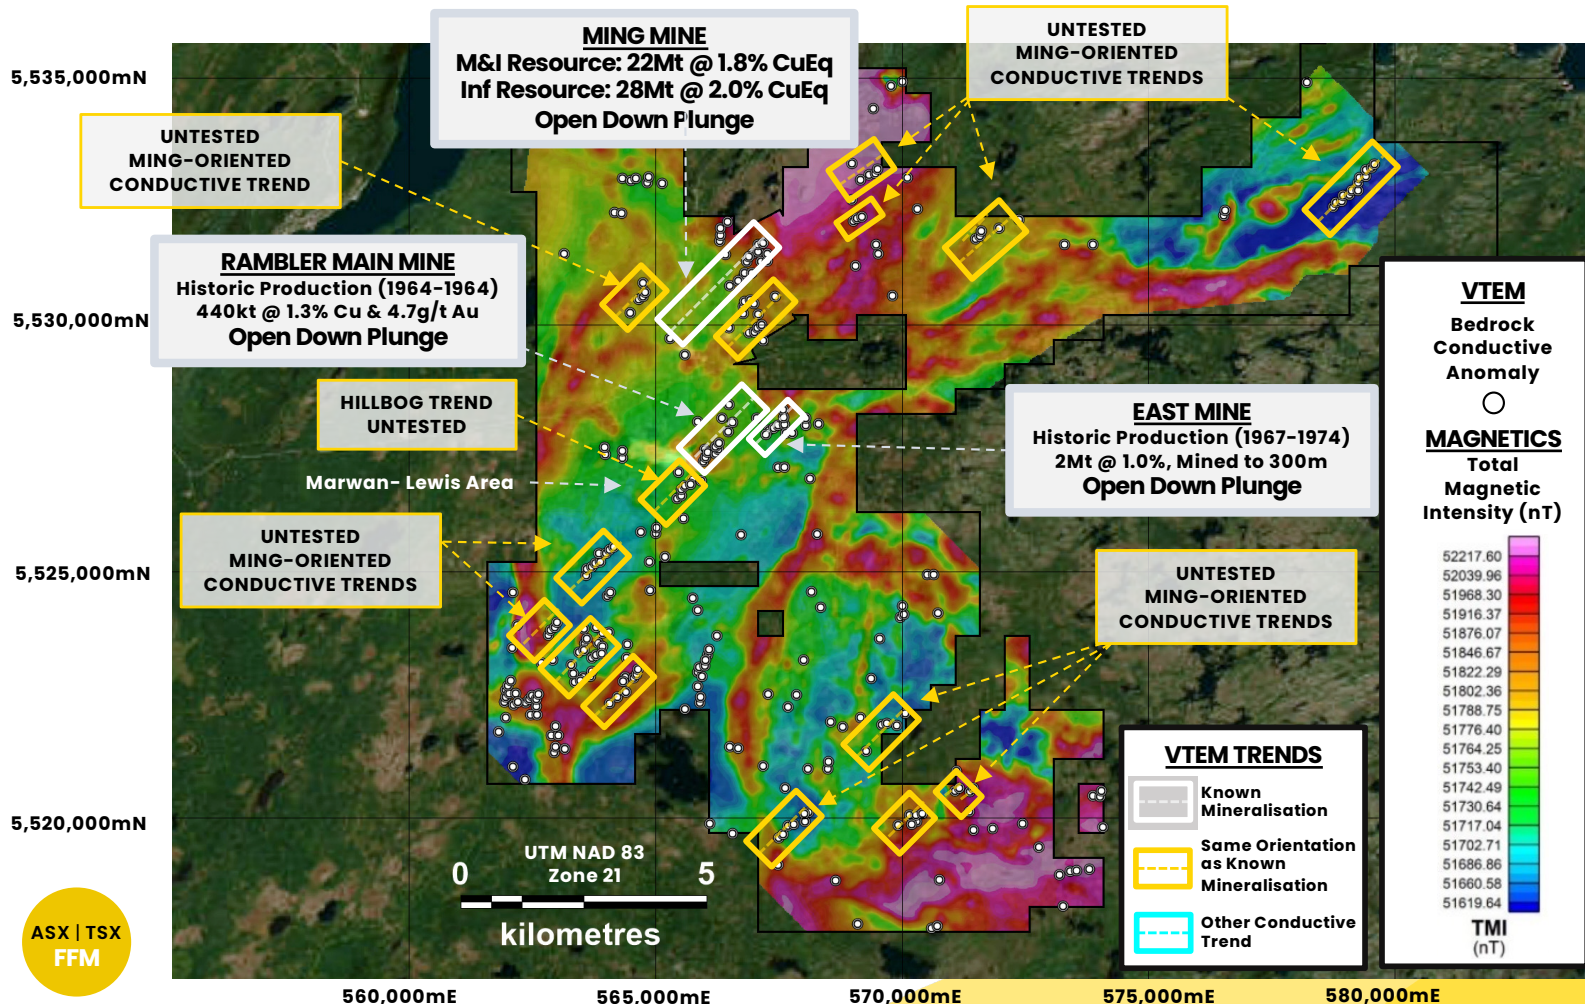 MING MINE
M&I Resource: 22Mt @ 1.8% CuEq
Inf Resource: 28Mt @ 2.0% CuEq
Open Down Plunge
UNTESTED
MING-ORIENTED
CONDUCTIVE TRENDS
5,535,000mN
UNTESTED
MING-ORIENTED
CONDUCTIVE TREND
RAMBLER MAIN MINE
Historic Production (1964-1964)
440kt @ 1.3% Cu & 4.7g/t Au
Open Down Plunge
5,530,000mN
HILLBOG TREND
UNTESTED
Marwan- Lewis Area
EAST MINE
Historic Production (1967-1974)
2Mt @ 1.0%, Mined to 300m
Open Down Plunge
UNTESTED
MING-ORIENTED
CONDUCTIVE TRENDS
5,525,000mN
UNTESTED
MING-ORIENTED
CONDUCTIVE TRENDS
5,520,000mN
UTM NAD 83
Zone 21
0 5
kilometres
ASX | TSX
FFM
560,000mE 565,000mE 570,000mE 575,000mE 580,000mE
VTEM TRENDS
Known
Mineralisation
Same Orientation
as Known
Mineralisation
Other Conductive
Trend
VTEM
Bedrock
Conductive
Anomaly
MAGNETICS
Total
Magnetic
Intensity (nT)
52217.60
52039.96
51968.30
51916.37
51876.07
51846.67
51822.29
51802.36
51788.75
51776.40
51764.25
51753.40
51742.49
51730.64
51717.04
51702.71
51686.86
51660.58
51619.64
TMI
(nT)